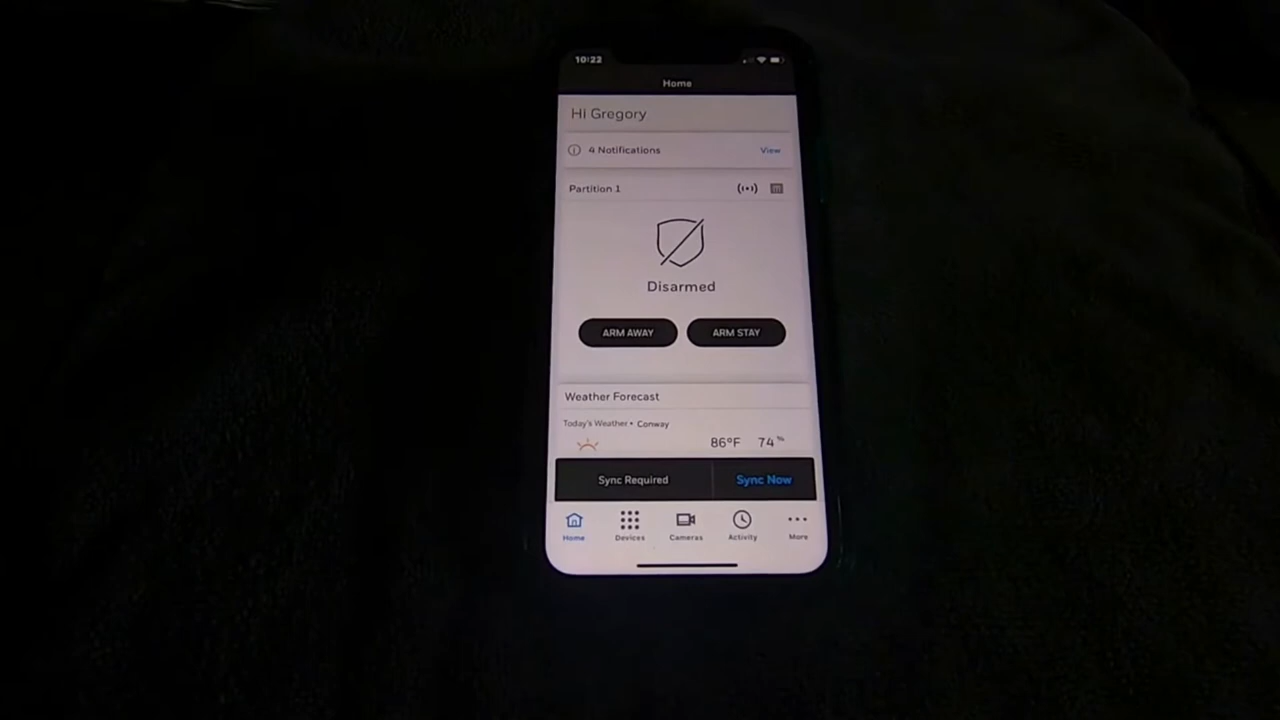 10:22
Home
Hi Gregory
4 Notifications View
Partition 1
Disarmed
ARM AWAY ARM STAY
Weather Forecast
Today's Weather • Conway
86°F 74%
Sync Required Sync Now
Home Devices Cameras Activity More